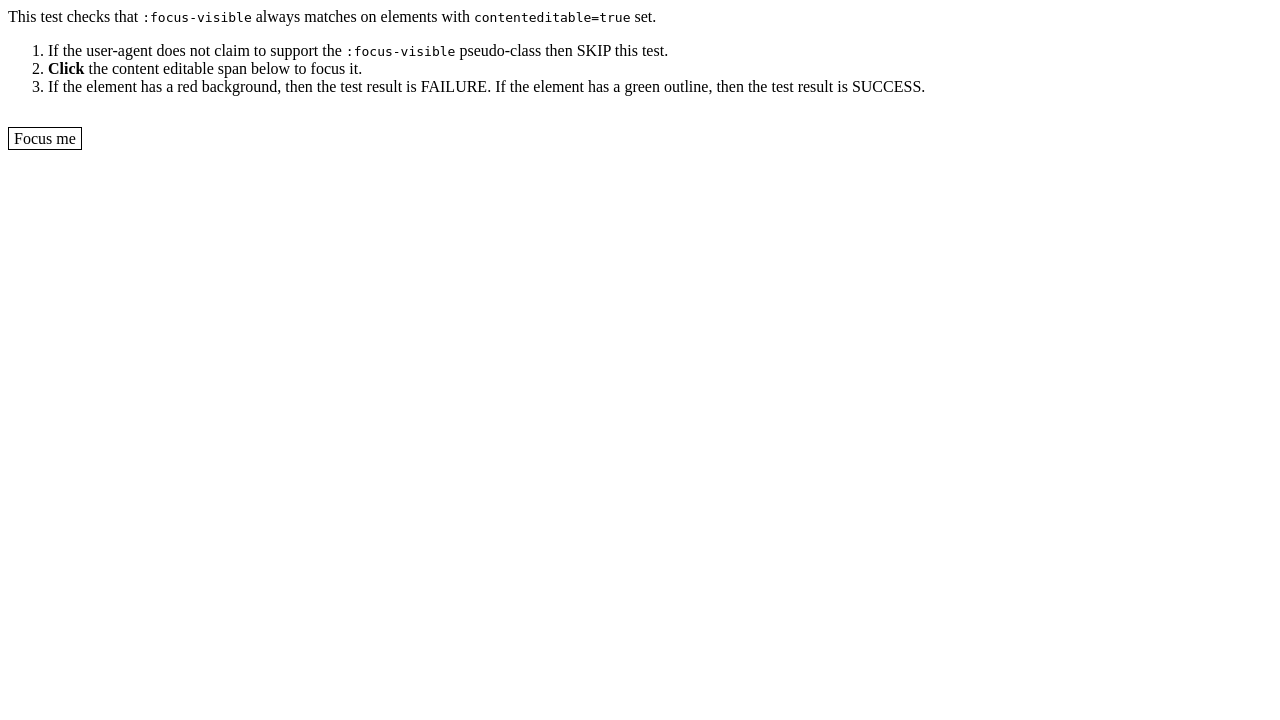 This test checks that :focus-visible always matches on elements with contenteditable=true set.
1. If the user-agent does not claim to support the :focus-visible pseudo-class then SKIP this test.
2. Click the content editable span below to focus it.
3. If the element has a red background, then the test result is FAILURE. If the element has a green outline, then the test result is SUCCESS.
Focus me